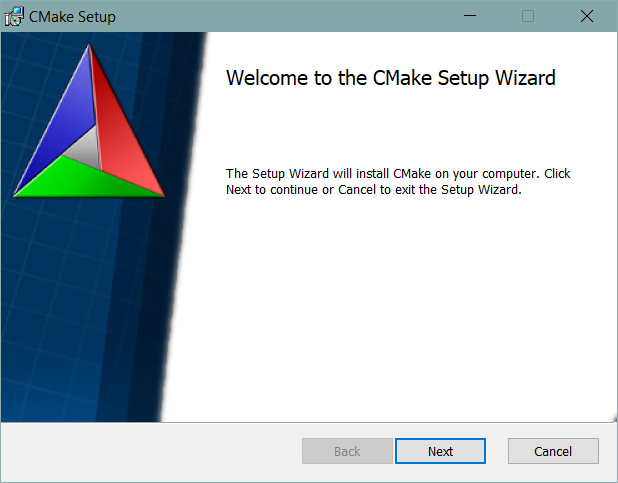 CMake Setup
Welcome to the CMake Setup Wizard
The Setup Wizard will install CMake on your computer. Click
Next to continue or Cancel to exit the Setup Wizard.
Back Next Cancel